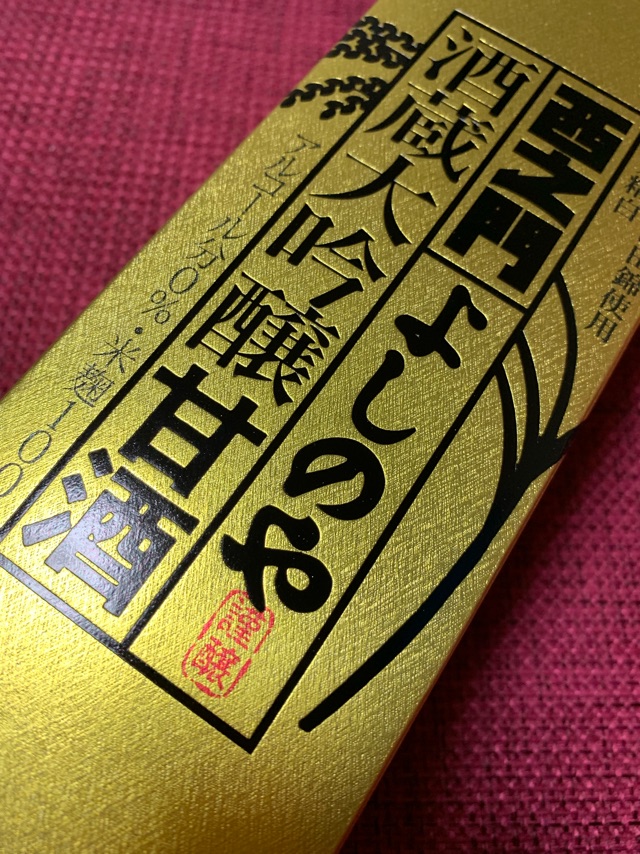 西之門
よしのや
謹醸
酒蔵大吟醸甘酒
アルコール分0%・米麹100